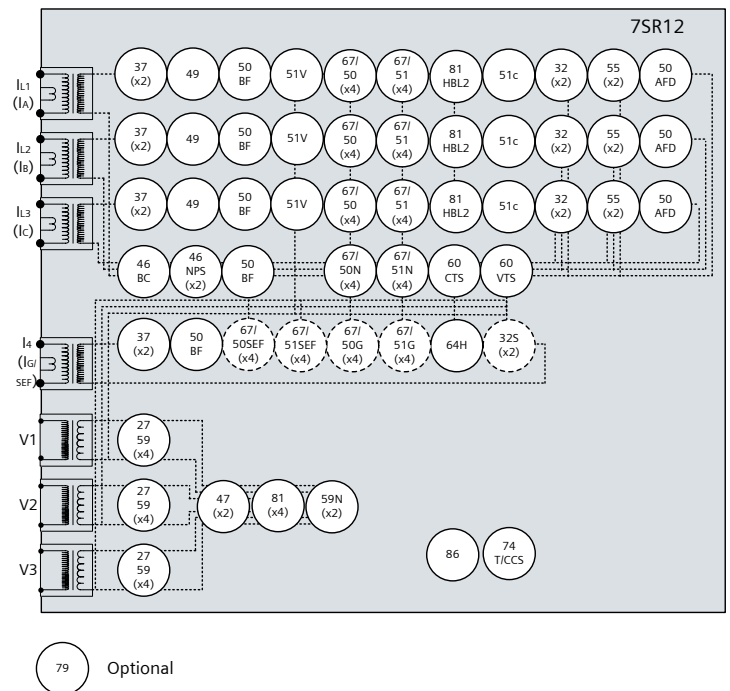 7SR12
IL1
(IA)
37
(x2)
49
50
BF
51V
67/
50
(x4)
67/
51
(x4)
81
HBL2
51c
32
(x2)
55
(x2)
50
AFD
IL2
(IB)
37
(x2)
49
50
BF
51V
67/
50
(x4)
67/
51
(x4)
81
HBL2
51c
32
(x2)
55
(x2)
50
AFD
IL3
(IC)
37
(x2)
49
50
BF
51V
67/
50
(x4)
67/
51
(x4)
81
HBL2
51c
32
(x2)
55
(x2)
50
AFD
46
BC
46
NPS
(x2)
50
BF
67/
50N
(x4)
67/
51N
(x4)
60
CTS
60
VTS
I4
(IG/
SEF)
37
(x2)
50
BF
67/
50SEF
(x4)
67/
51SEF
(x4)
67/
50G
(x4)
67/
51G
(x4)
64H
32S
(x2)
V1
27
59
(x4)
V2
27
59
(x4)
47
(x2)
81
(x4)
59N
(x2)
V3
27
59
(x4)
86
74
T/CCS
79
Optional